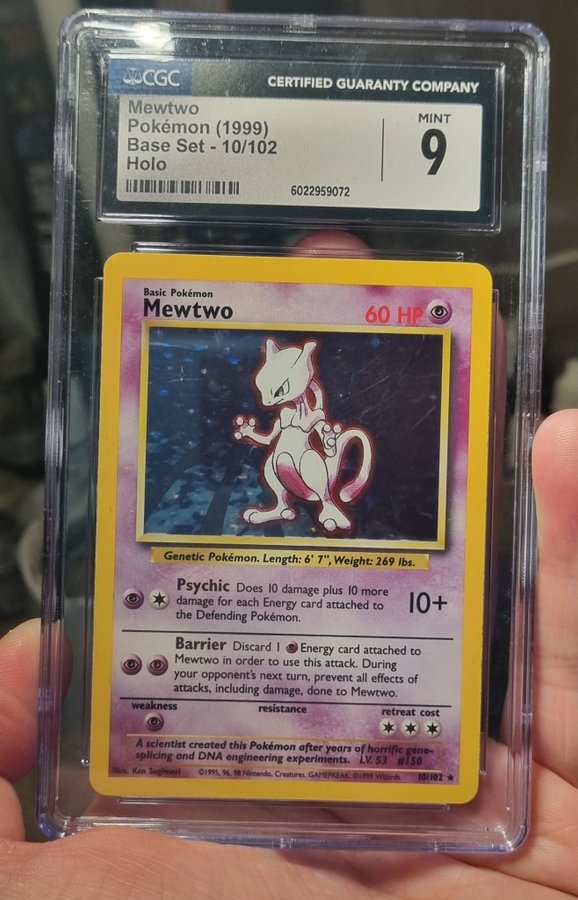 CGC
CERTIFIED GUARANTY COMPANY
Mewtwo
Pokémon (1999)
Base Set - 10/102
Holo
MINT
9
6022959072
Basic Pokémon
Mewtwo
60 HP
Genetic Pokémon. Length: 6' 7", Weight: 269 lbs.
Psychic Does 10 damage plus 10 more
damage for each Energy card attached to
the Defending Pokémon.
10+
Barrier Discard 1 Energy card attached to
Mewtwo in order to use this attack. During
your opponent's next turn, prevent all effects of
attacks, including damage, done to Mewtwo.
weakness
resistance
retreat cost
A scientist created this Pokémon after years of horrific gene-
splicing and DNA engineering experiments. LV. 53 #150
Illus. Ken Sugimori
©1995, 96, 98 Nintendo, Creatures, GAMEFREAK. ©1999 Wizards.
10/102 ★